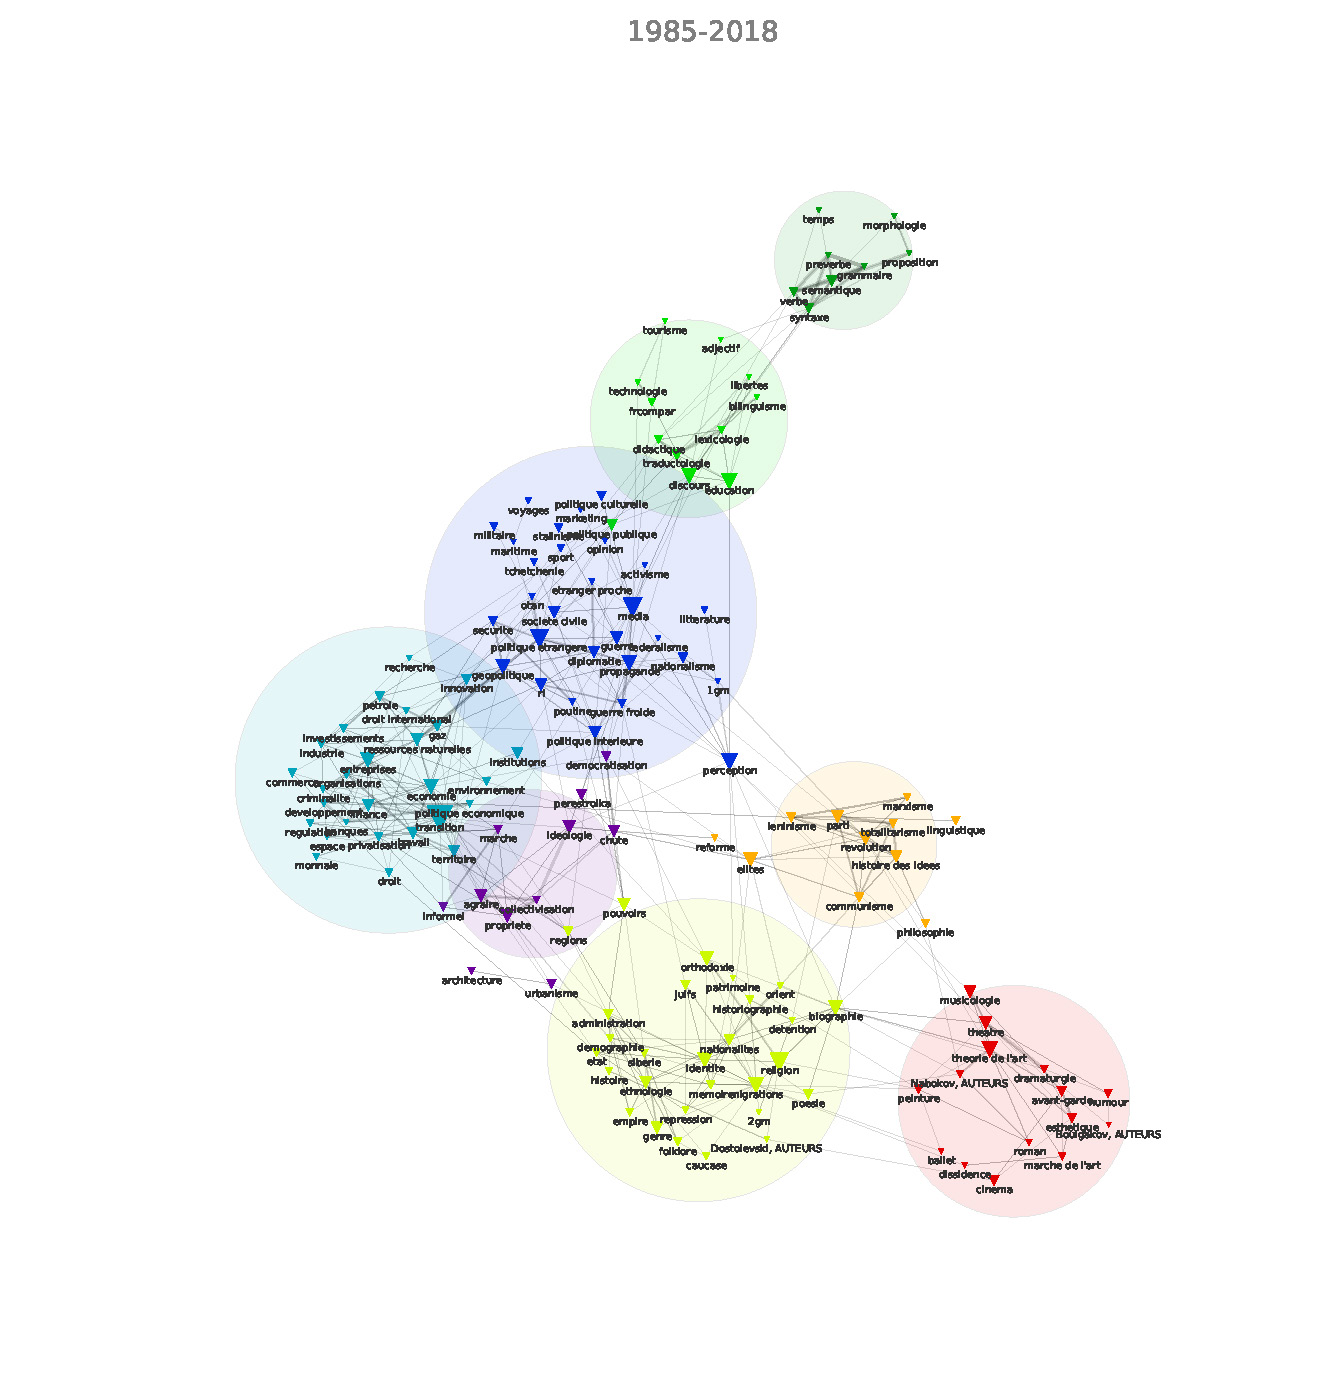 1985-2018
temps
morphologie
preverbe
proposition
grammaire
semantique
verbe
syntaxe
tourisme
adjectif
technologie
libertes
frcompar
bilinguisme
lexicologie
didactique
traductologie
discours
education
politique culturelle
voyages
marketing
militaire
stalinisme
politique publique
maritime
opinion
sport
tchetchenie
activisme
etranger proche
otan
media
societe civile
litterature
securite
politique etrangere
guerre
federalisme
diplomatie
nationalisme
propagande
geopolitique
recherche
innovation
ri
1gm
petrole
poutine
guerre froide
droit international
gaz
investissements
politique interieure
industrie
ressources naturelles
institutions
democratisation
entreprises
perception
commerce
organisations
environnement
economie
criminalite
perestroika
developpement
finance
politique economique
marxisme
transition
leninisme
parti
totalitarisme
linguistique
regulation
banques
ideologie
marche
chute
espace
privatisation
travail
reforme
revolution
territoire
elites
histoire des idees
monnaie
droit
agraire
communisme
informel
collectivisation
pouvoirs
propriete
philosophie
regions
orthodoxie
architecture
patrimoine
urbanisme
juifs
orient
musicologie
historiographie
biographie
administration
detention
theatre
demographie
nationalites
theorie de l'art
etat
siberie
identite
religion
histoire
dramaturgie
Nabokov, AUTEURS
ethnologie
memoire
migrations
peinture
avant-garde
humour
poesie
empire
repression
2gm
esthetique
genre
Boulgakov, AUTEURS
folklore
Dostoievski, AUTEURS
roman
caucase
ballet
marche de l'art
dissidence
cinema